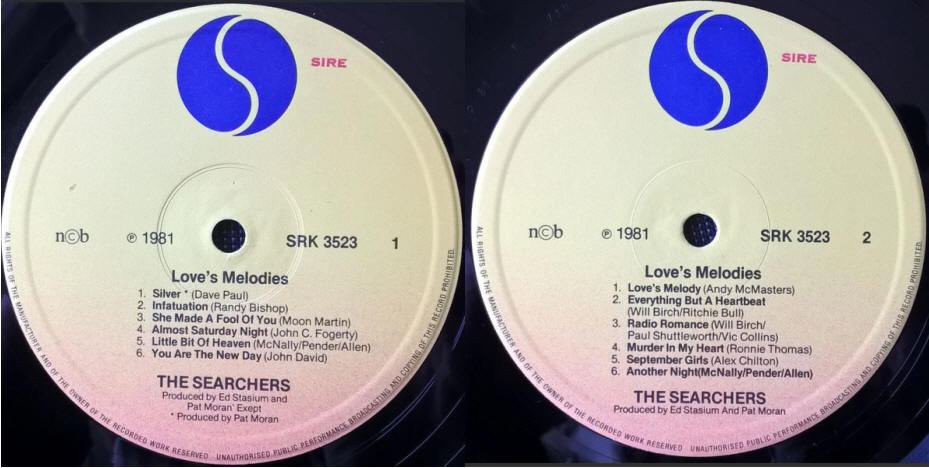 SIRE
n©b
℗ 1981
SRK 3523
1
Love's Melodies
1. Silver * (Dave Paul)
2. Infatuation (Randy Bishop)
3. She Made A Fool Of You (Moon Martin)
4. Almost Saturday Night (John C. Fogerty)
5. Little Bit Of Heaven (McNally/Pender/Allen)
6. You Are The New Day (John David)
THE SEARCHERS
Produced by Ed Stasium and
Pat Moran' Exept
* Produced by Pat Moran
ALL RIGHTS OF THE MANUFACTURER AND OF THE OWNER OF THE RECORDED WORK RESERVED UNAUTHORISED PUBLIC PERFORMANCE BROADCASTING AND COPYING OF THIS RECORD PROHIBITED
SIRE
n©b
℗ 1981
SRK 3523
2
Love's Melodies
1. Love's Melody (Andy McMasters)
2. Everything But A Heartbeat
(Will Birch/Ritchie Bull)
3. Radio Romance (Will Birch/
Paul Shuttleworth/Vic Collins)
4. Murder In My Heart (Ronnie Thomas)
5. September Girls (Alex Chilton)
6. Another Night(McNally/Pender/Allen)
THE SEARCHERS
Produced by Ed Stasium And Pat Moran
ALL RIGHTS OF THE MANUFACTURER AND OF THE OWNER OF THE RECORDED WORK RESERVED UNAUTHORISED PUBLIC PERFORMANCE BROADCASTING AND COPYING OF THIS RECORD PROHIBITED